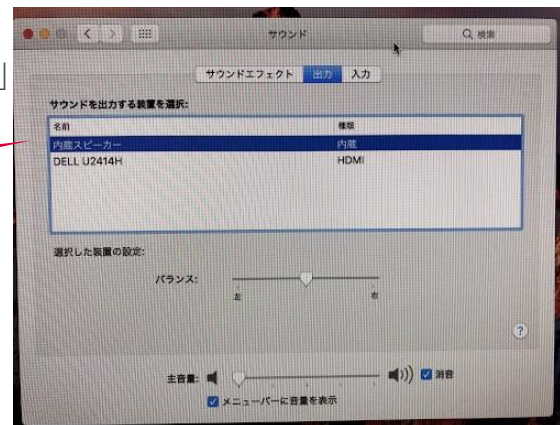 」
サウンド
検索
サウンドエフェクト 出力 入力
サウンドを出力する装置を選択:
名前 種類
内蔵スピーカー 内蔵
DELL U2414H HDMI
選択した装置の設定:
バランス:
左 右
?
主音量: 消音
メニューバーに音量を表示